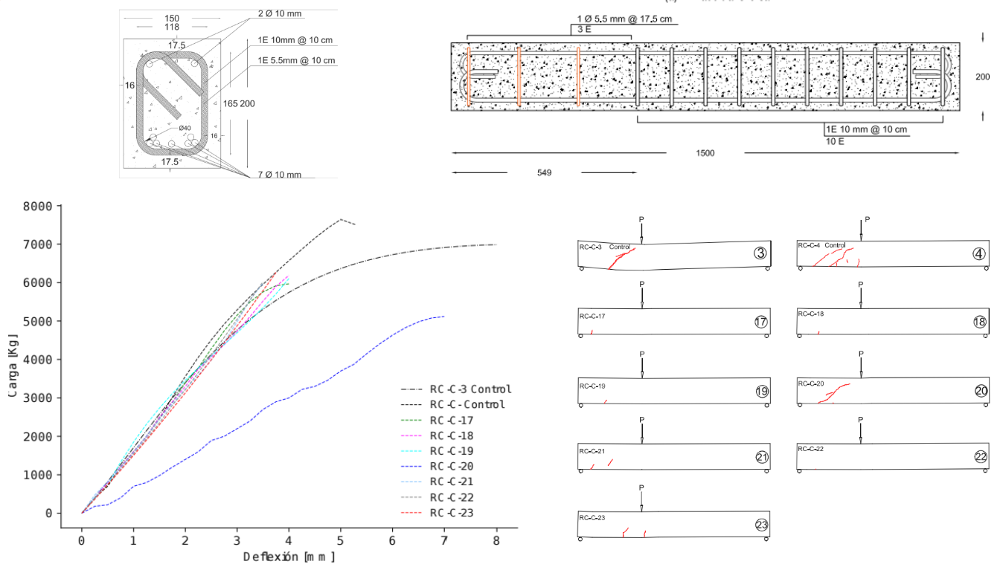 150
118
17.5
2 Ø 10 mm
1E 10mm @ 10 cm
1E 5.5mm @ 10 cm
16
165
200
Ø40
16
17.5
7 Ø 10 mm
1 Ø 5.5 mm @ 17.5 cm
3 E
200
1E 10 mm @ 10 cm
10 E
1500
549
8000
7000
6000
5000
4000
3000
2000
1000
0
Carga [Kg]
0 1 2 3 4 5 6 7 8
Deflexión [mm]
RC-C-3 Control
RC-C-Control
RC-C-17
RC-C-18
RC-C-19
RC-C-20
RC-C-21
RC-C-22
RC-C-23
P
RC-C-3 Control
3
P
RC-C-4 Control
4
P
RC-C-17
17
P
RC-C-18
18
P
RC-C-19
19
P
RC-C-20
20
P
RC-C-21
21
P
RC-C-22
22
P
RC-C-23
23